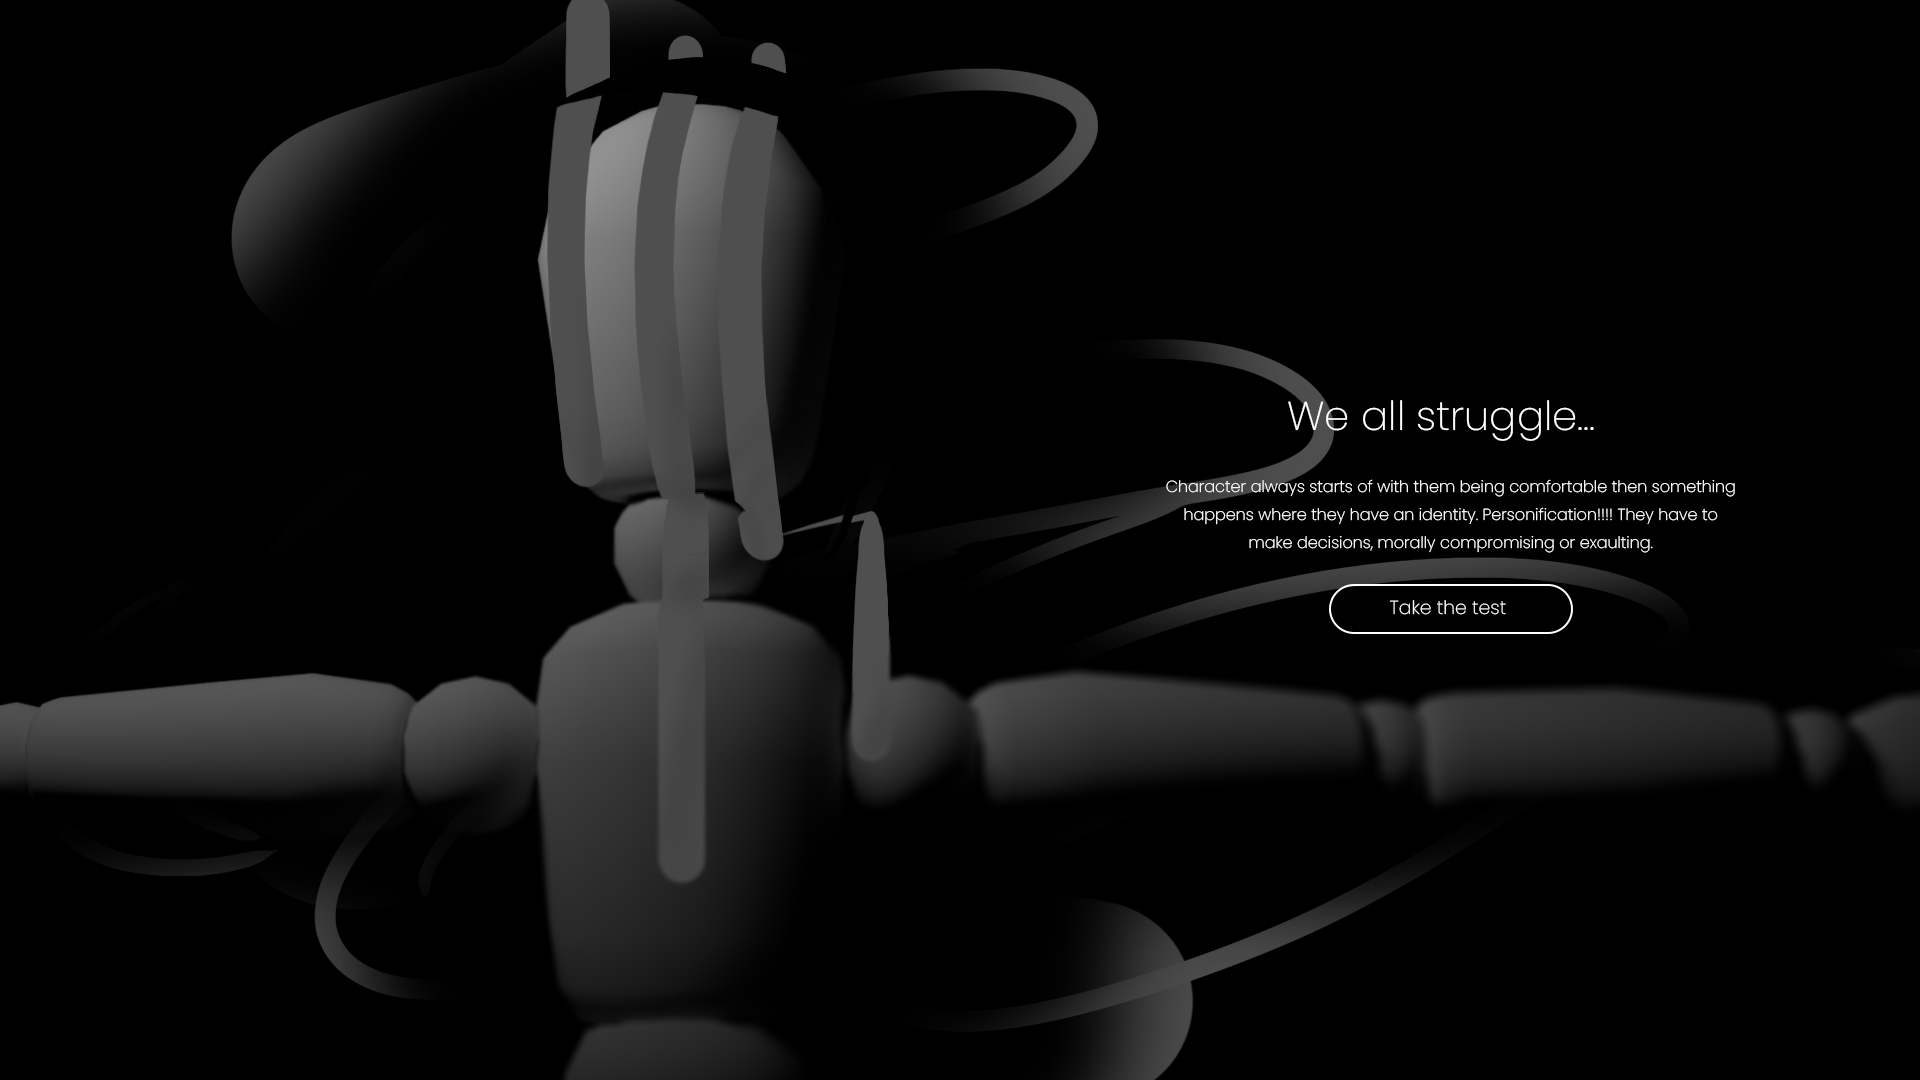 We all struggle...
Character always starts of with them being comfortable then something
happens where they have an identity. Personification!!!! They have to
make decisions, morally compromising or exaulting.
Take the test